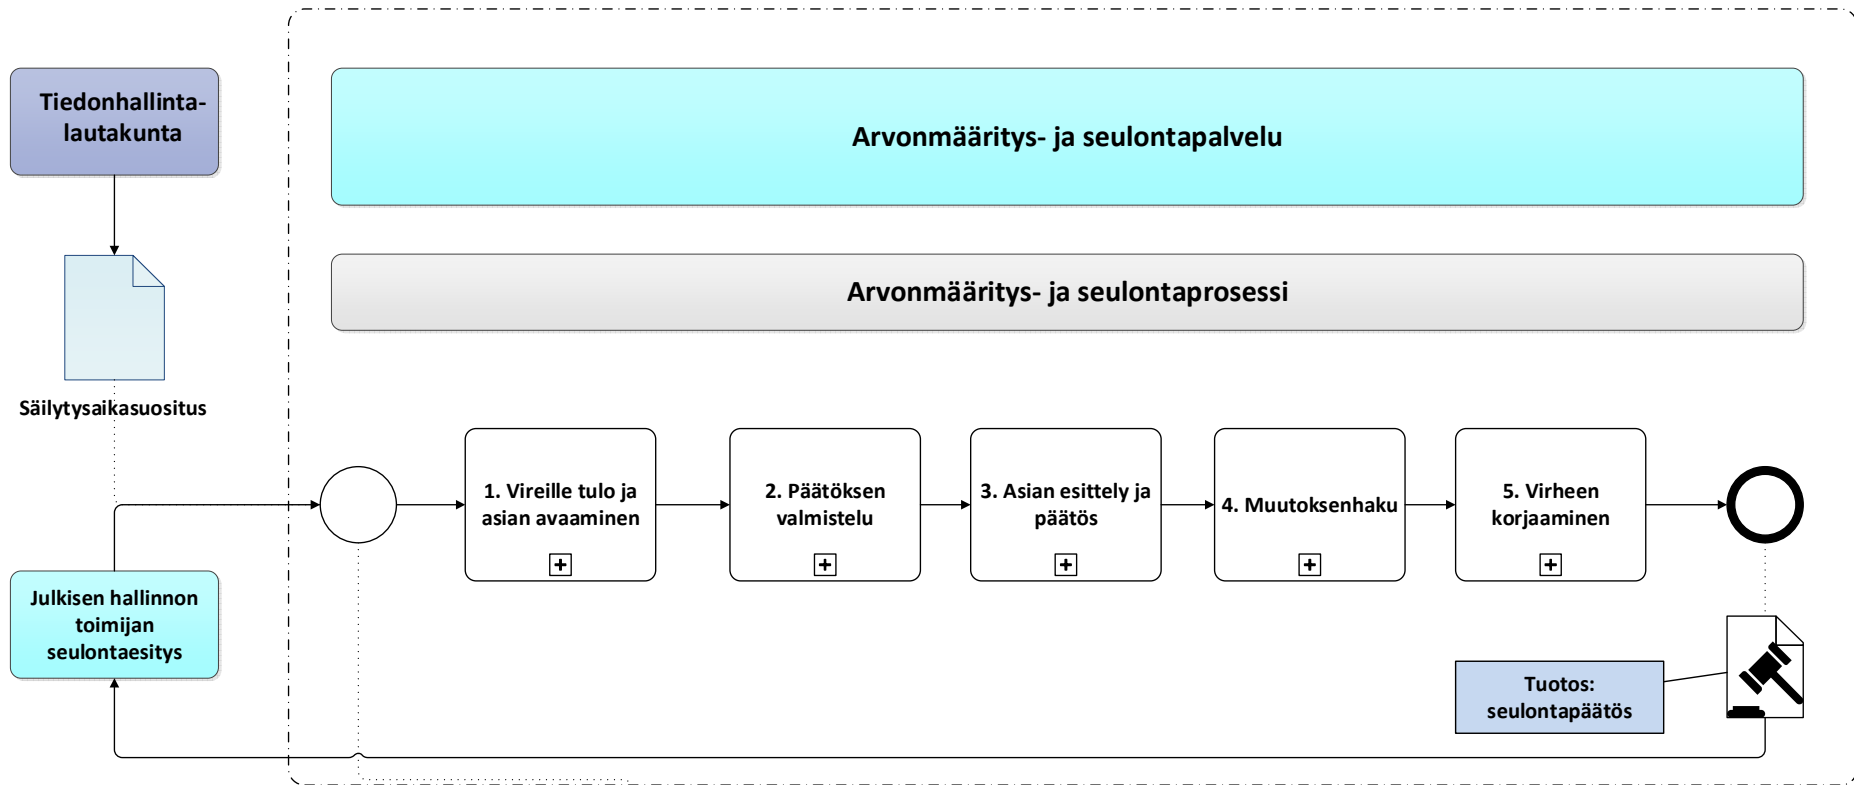 Tiedonhallinta-
lautakunta
Arvonmääritys- ja seulontapalvelu
Arvonmääritys- ja seulontaprosessi
Säilytysaikasuositus
1. Vireille tulo ja
asian avaaminen
2. Päätöksen
valmistelu
3. Asian esittely ja
päätös
4. Muutoksenhaku
5. Virheen
korjaaminen
Julkisen hallinnon
toimijan
seulontaesitys
Tuotos:
seulontapäätös